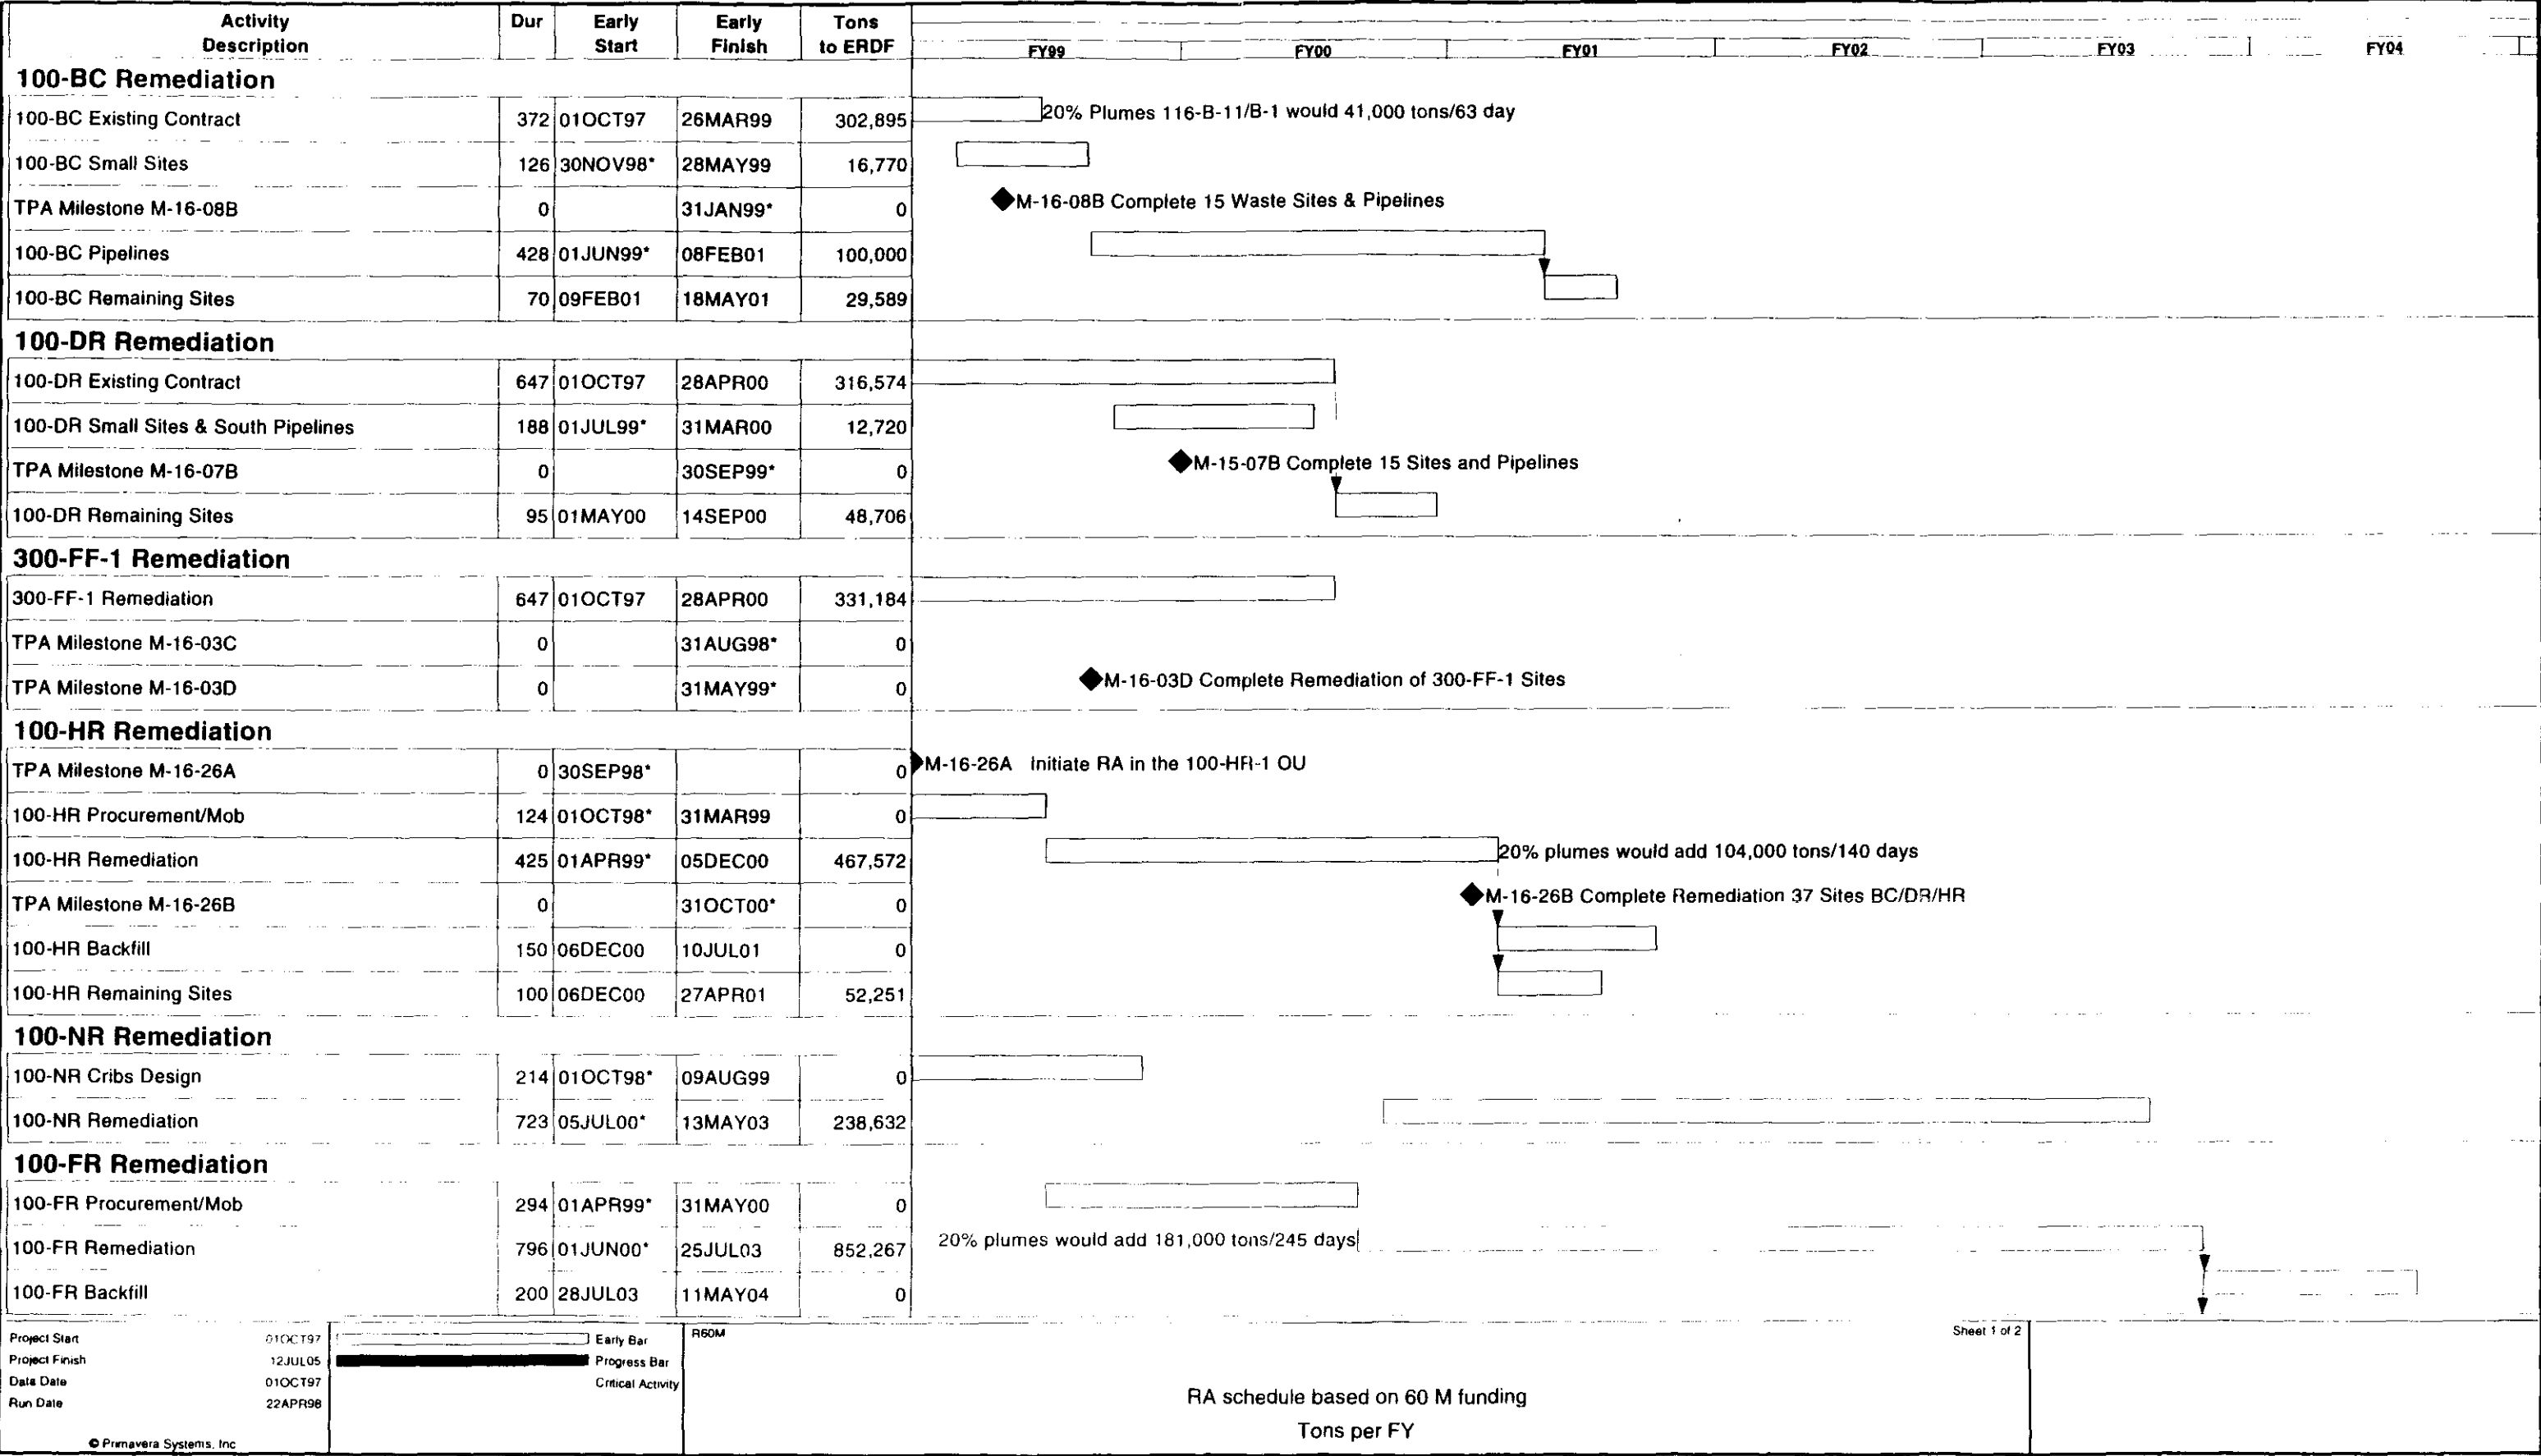 Activity Description Dur Early Start Early Finish Tons to ERDF FY99 FY00 FY01 FY02 FY03 FY04
100-BC Remediation
100-BC Existing Contract 372 01OCT97 26MAR99 302,895 20% Plumes 116-B-11/B-1 would 41,000 tons/63 day
100-BC Small Sites 126 30NOV98* 28MAY99 16,770
TPA Milestone M-16-08B 0 31JAN99* 0 M-16-08B Complete 15 Waste Sites & Pipelines
100-BC Pipelines 428 01JUN99* 08FEB01 100,000
100-BC Remaining Sites 70 09FEB01 18MAY01 29,589
100-DR Remediation
100-DR Existing Contract 647 01OCT97 28APR00 316,574
100-DR Small Sites & South Pipelines 188 01JUL99* 31MAR00 12,720
TPA Milestone M-16-07B 0 30SEP99* 0 M-15-07B Complete 15 Sites and Pipelines
100-DR Remaining Sites 95 01MAY00 14SEP00 48,706
300-FF-1 Remediation
300-FF-1 Remediation 647 01OCT97 28APR00 331,184
TPA Milestone M-16-03C 0 31AUG98* 0
TPA Milestone M-16-03D 0 31MAY99* 0 M-16-03D Complete Remediation of 300-FF-1 Sites
100-HR Remediation
TPA Milestone M-16-26A 0 30SEP98* 0 M-16-26A Initiate RA in the 100-HR-1 OU
100-HR Procurement/Mob 124 01OCT98* 31MAR99 0
100-HR Remediation 425 01APR99* 05DEC00 467,572 20% plumes would add 104,000 tons/140 days
TPA Milestone M-16-26B 0 31OCT00* 0 M-16-26B Complete Remediation 37 Sites BC/DR/HR
100-HR Backfill 150 06DEC00 10JUL01 0
100-HR Remaining Sites 100 06DEC00 27APR01 52,251
100-NR Remediation
100-NR Cribs Design 214 01OCT98* 09AUG99 0
100-NR Remediation 723 05JUL00* 13MAY03 238,632
100-FR Remediation
100-FR Procurement/Mob 294 01APR99* 31MAY00 0
100-FR Remediation 796 01JUN00* 25JUL03 852,267 20% plumes would add 181,000 tons/245 days
100-FR Backfill 200 28JUL03 11MAY04 0
Project Start 01OCT97
Project Finish 12JUL05
Data Date 01OCT97
Run Date 22APR98
© Primavera Systems, Inc
Early Bar
Progress Bar
Critical Activity
R60M
RA schedule based on 60 M funding
Tons per FY
Sheet 1 of 2